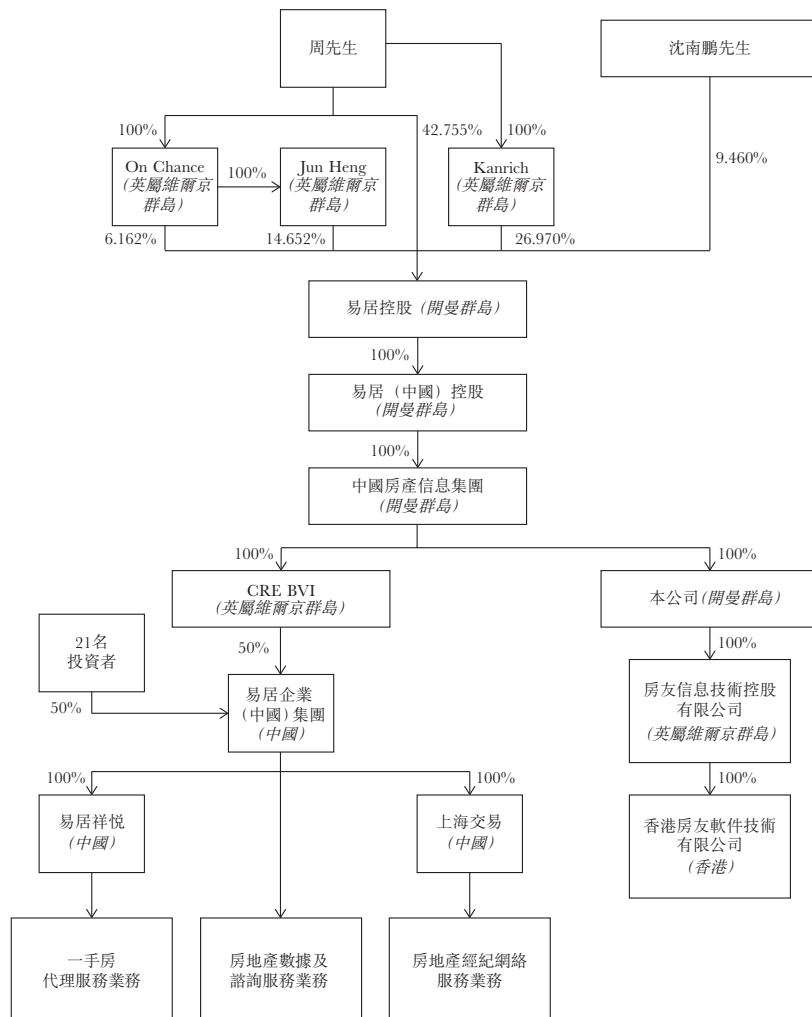 周先生
沈南鵬先生
100%
42.755%
100%
9.460%
On Chance
(英屬維爾京
群島)
100%
Jun Heng
(英屬維爾京
群島)
Kanrich
(英屬維爾京
群島)
6.162%
14.652%
26.970%
易居控股 (開曼群島)
100%
易居（中國）控股
(開曼群島)
100%
中國房產信息集團
(開曼群島)
100%
100%
CRE BVI
(英屬維爾京群島)
本公司(開曼群島)
21名
投資者
50%
100%
50%
易居企業
(中國)集團
(中國)
房友信息技術控股
有限公司
(英屬維爾京群島)
100%
100%
100%
易居祥悦
(中國)
上海交易
(中國)
香港房友軟件技術
有限公司
(香港)
一手房
代理服務業務
房地產數據及
諮詢服務業務
房地產經紀網絡
服務業務